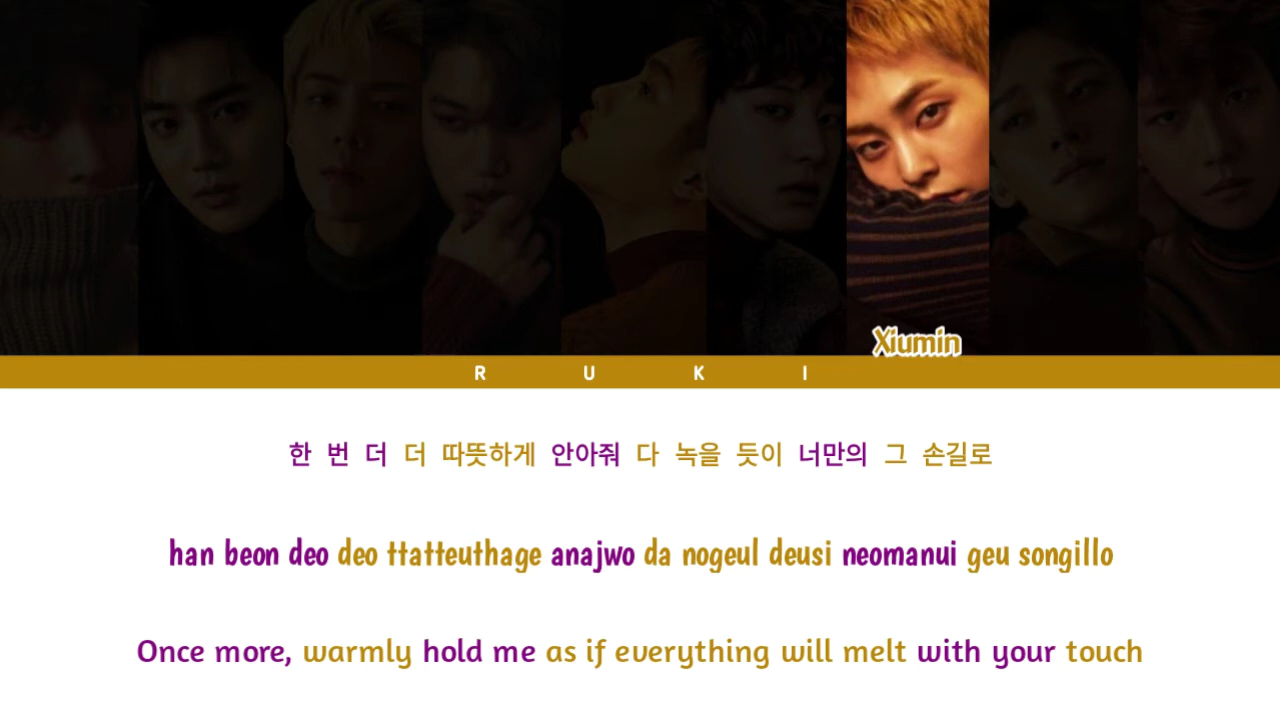 Xiumin
R U K I
한 번 더 더 따뜻하게 안아줘 다 녹을 듯이 너만의 그 손길로
han beon deo deo ttatteuthage anajwo da nogeul deusi neomanui geu songillo
Once more, warmly hold me as if everything will melt with your touch